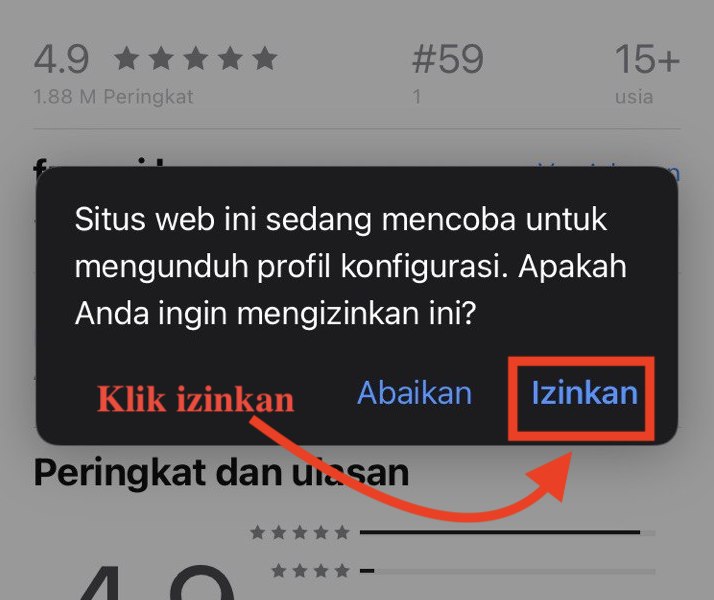 4.9 ★★★★★ #59 15+
1.88 M Peringkat 1 usia
Situs web ini sedang mencoba untuk
mengunduh profil konfigurasi. Apakah
Anda ingin mengizinkan ini?
Klik izinkan Abaikan Izinkan
Peringkat dan ulasan
★★★★★
★★★★
4.9